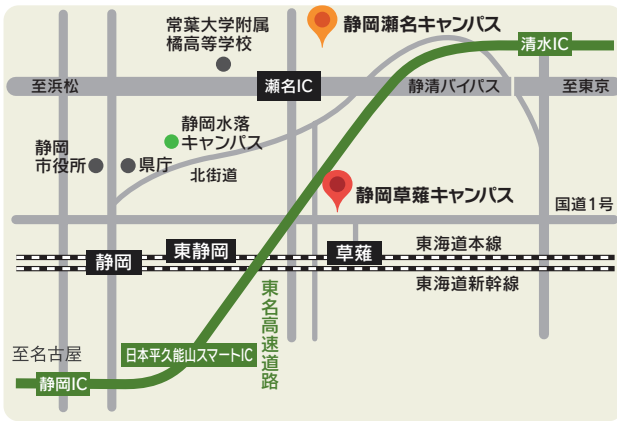 常葉大学附属
橘高等学校
静岡瀬名キャンパス
清水IC
至浜松
瀬名IC
静清バイパス
至東京
静岡水落
キャンパス
静岡
市役所
県庁
北街道
静岡草薙キャンパス
国道1号
静岡
東静岡
草薙
東海道本線
東海道新幹線
東名高速道路
至名古屋
日本平久能山スマートIC
静岡IC